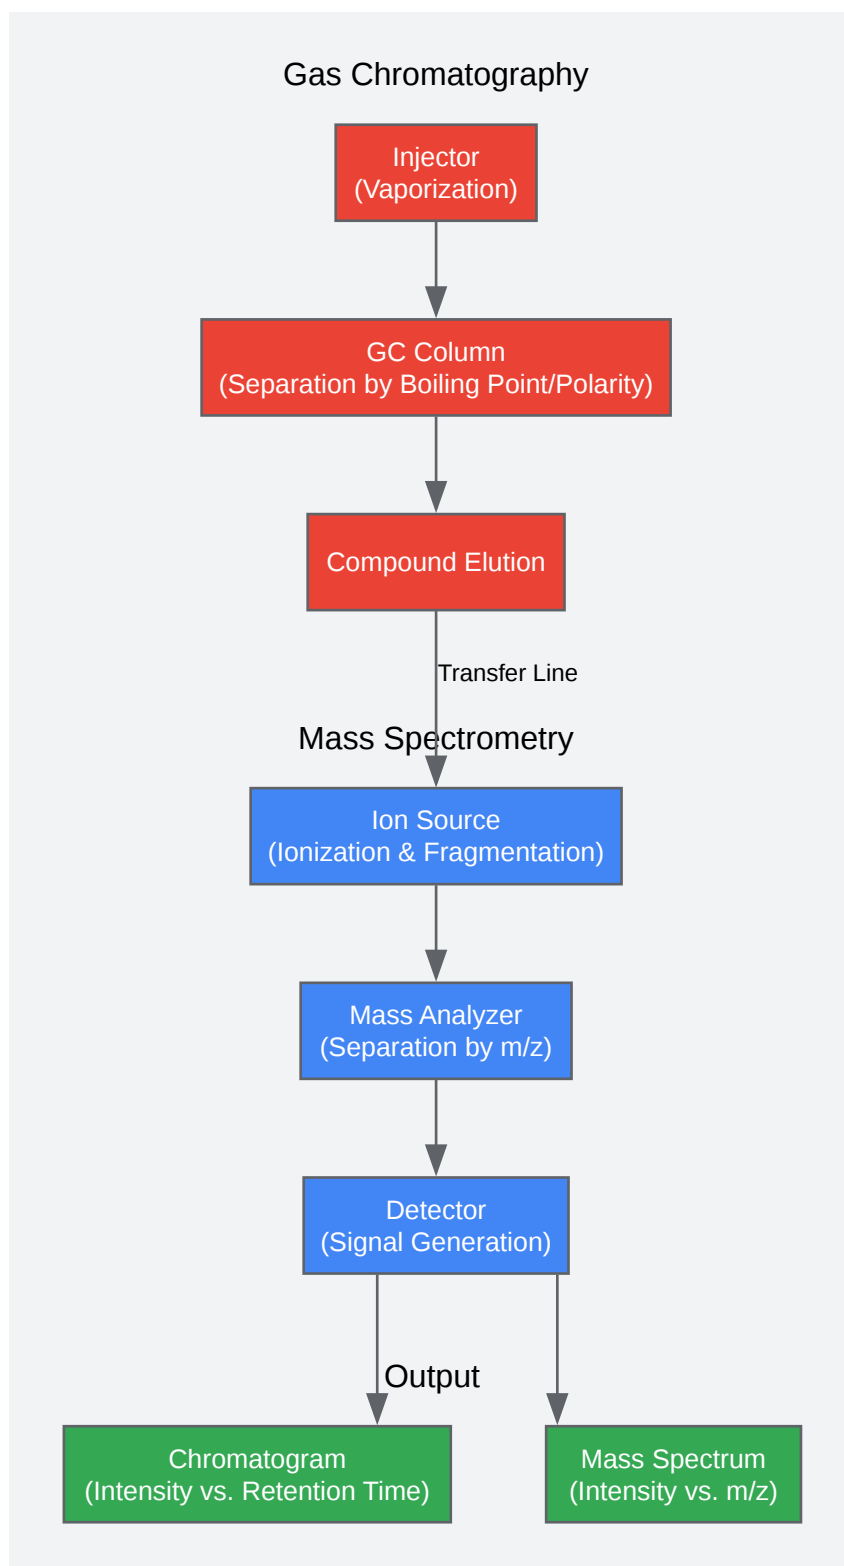 Gas Chromatography
Injector
(Vaporization)
GC Column
(Separation by Boiling Point/Polarity)
Compound Elution
Transfer Line
Mass Spectrometry
Ion Source
(Ionization & Fragmentation)
Mass Analyzer
(Separation by m/z)
Detector
(Signal Generation)
Output
Chromatogram
(Intensity vs. Retention Time)
Mass Spectrum
(Intensity vs. m/z)